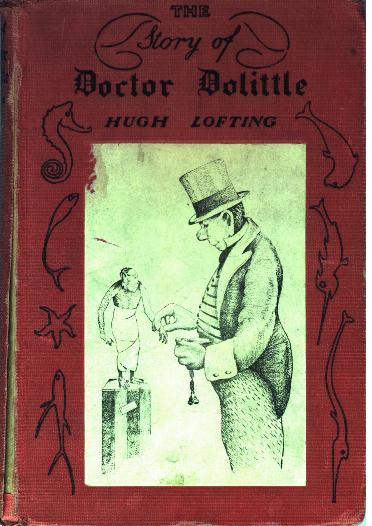 THE
Story of
Doctor Dolittle
HUGH LOFTING